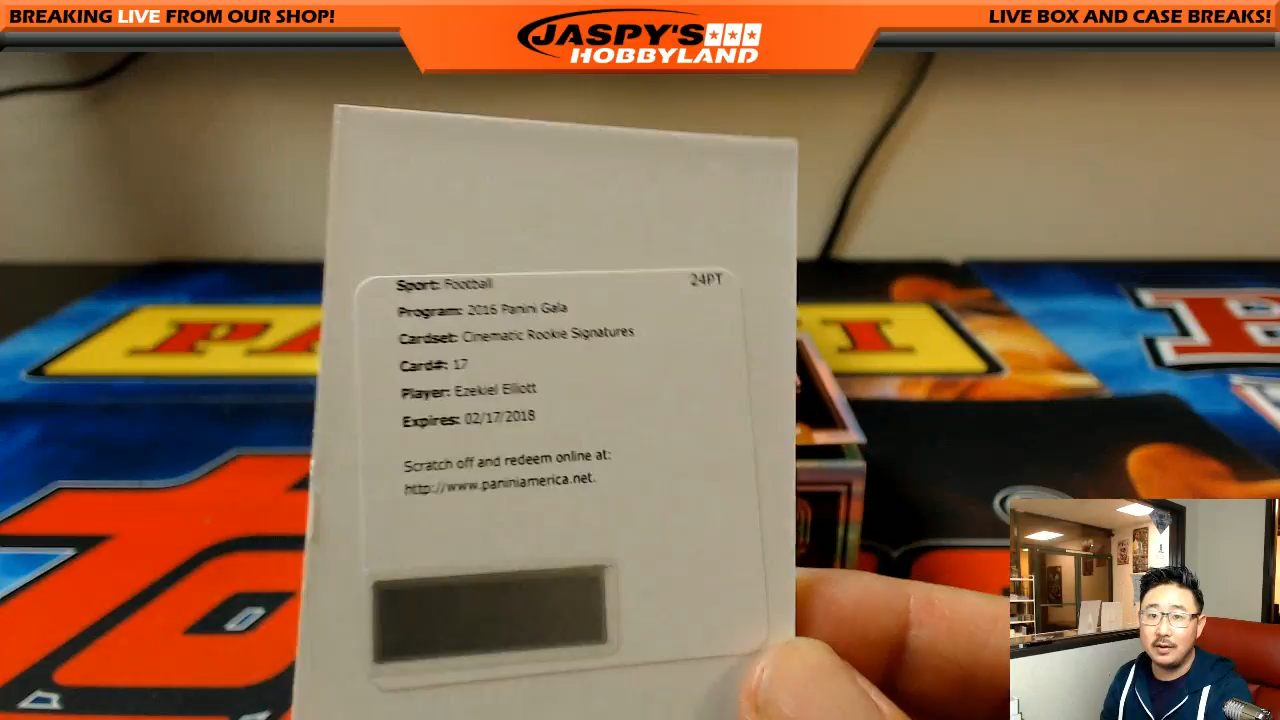 BREAKING LIVE FROM OUR SHOP!
JASPY'S
HOBBYLAND
LIVE BOX AND CASE BREAKS!
Sport: Football
24PT
Program: 2016 Panini Gala
Cardset: Cinematic Rookie Signatures
Card#: 17
Player: Ezekiel Elliott
Expires: 02/17/2018
Scratch off and redeem online at:
http://www.paniniamerica.net.